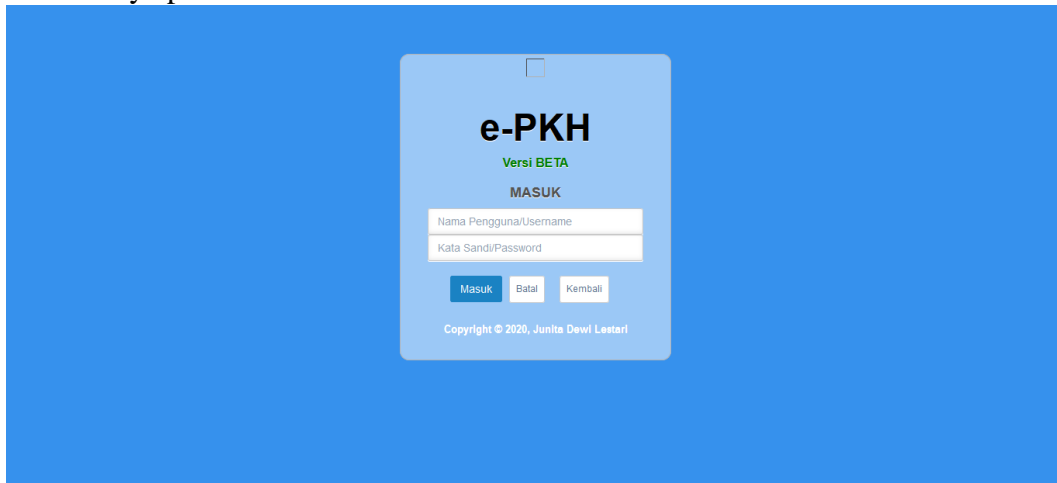 e-PKH
Versi BETA
MASUK
Nama Pengguna/Username
Kata Sandi/Password
Masuk Batal Kembali
Copyright © 2020, Junita Dewi Lestari